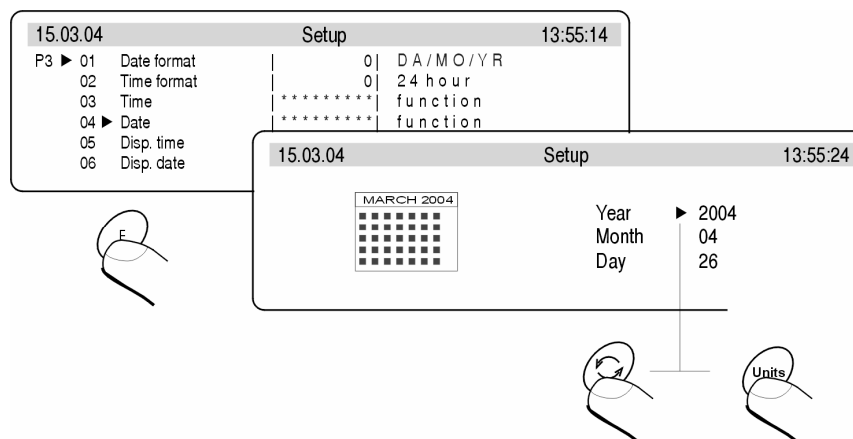 15.03.04 Setup 13:55:14
P3 ▶ 01 Date format | 0| DA/MO/YR
02 Time format | 0| 24 hour
03 Time |*********| function
04 ▶ Date |*********| function
05 Disp. time
06 Disp. date
15.03.04 Setup 13:55:24
MARCH 2004
Year ▶ 2004
Month 04
Day 26
F
Units